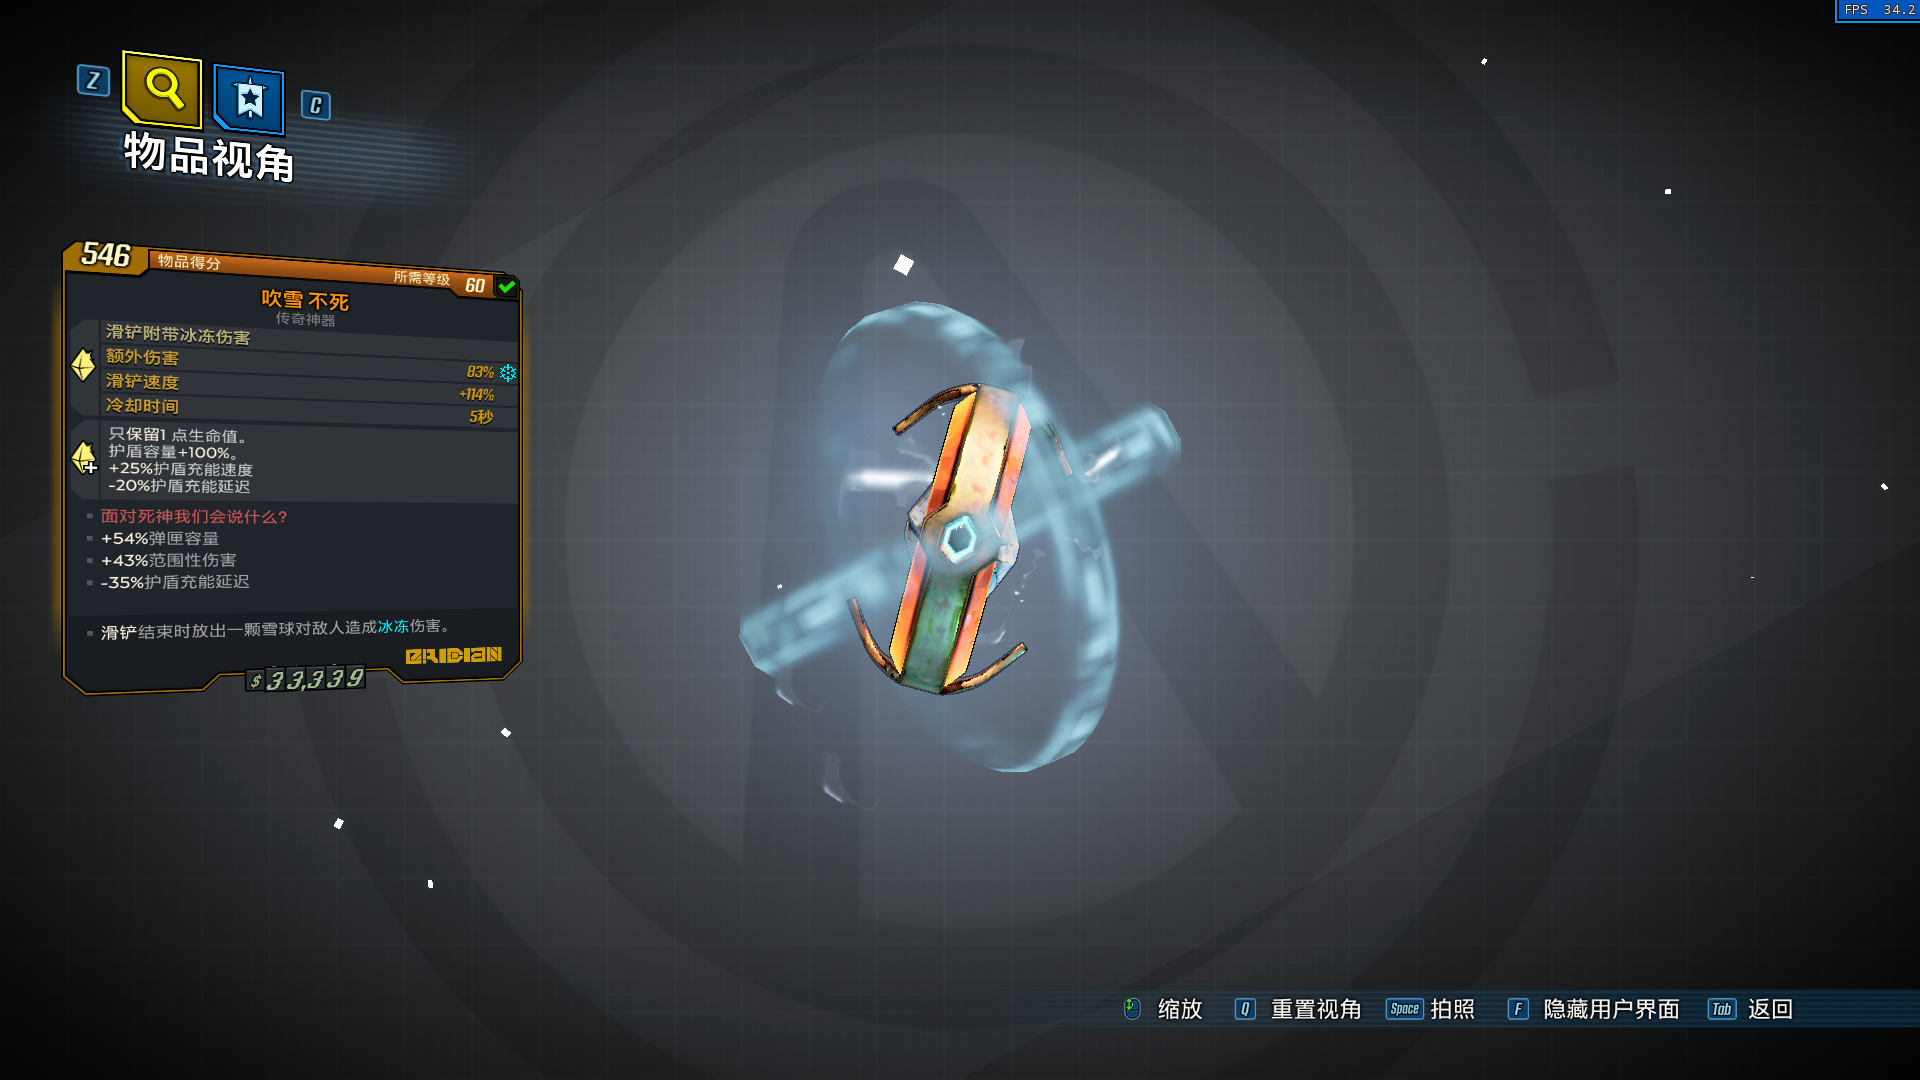 FPS 34.2
Z
C
物品视角
546 物品得分
所需等级 60
吹雪 不死
传奇神器
滑铲附带冰冻伤害
额外伤害 83%
滑铲速度 +114%
冷却时间 5秒
只保留1 点生命值。
护盾容量+100%。
+25%护盾充能速度
-20%护盾充能延迟
面对死神我们会说什么?
+54%弹匣容量
+43%范围性伤害
-35%护盾充能延迟
滑铲结束时放出一颗雪球对敌人造成冰冻伤害。
ERIDIAN
$ 33,339
缩放 Q 重置视角 Space 拍照 F 隐藏用户界面 Tab 返回